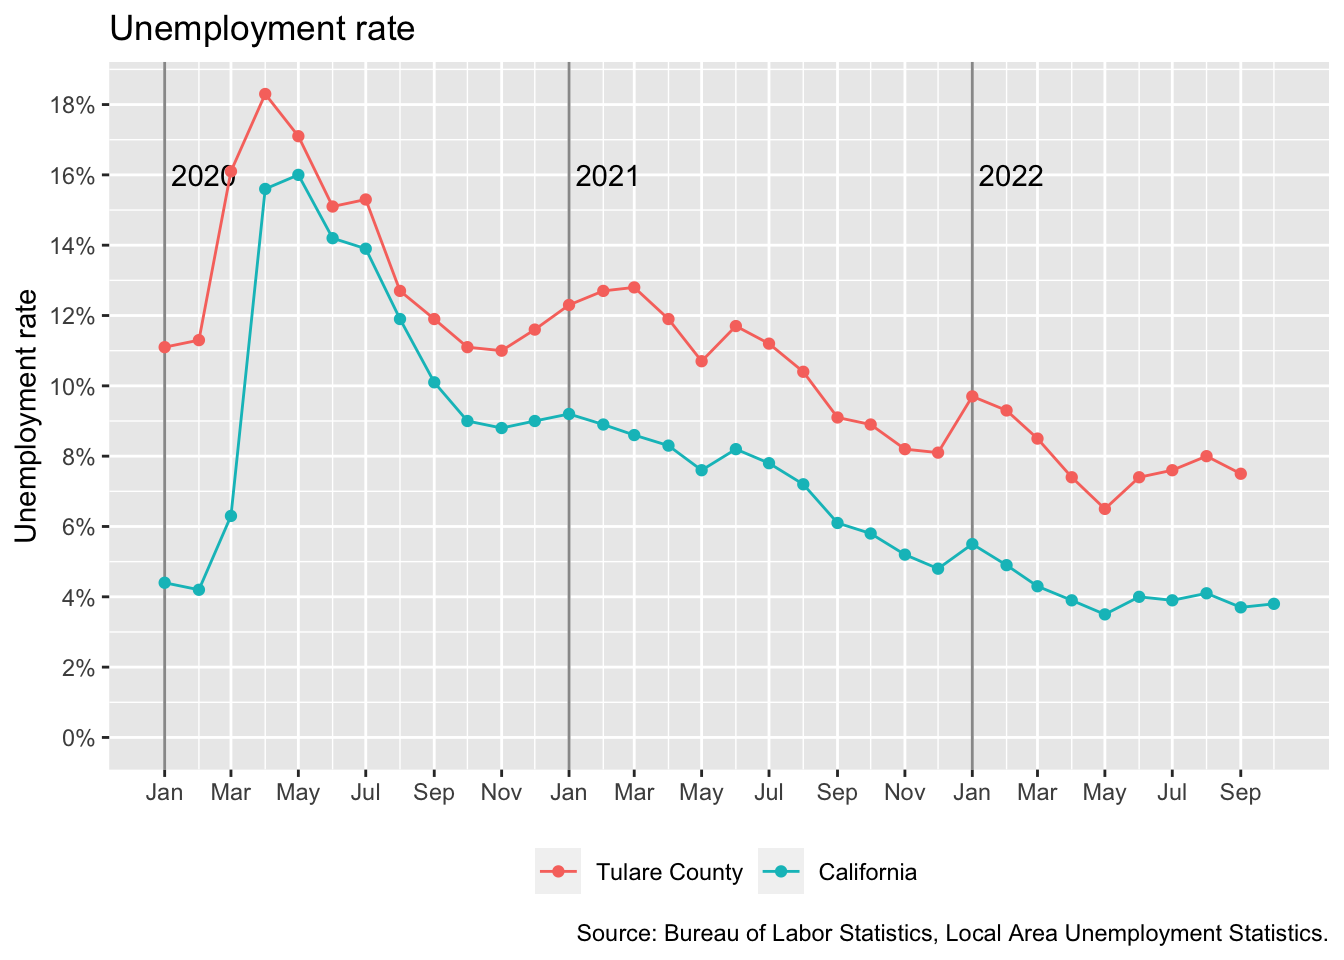 Unemployment rate
Unemployment rate
18%
16%
14%
12%
10%
8%
6%
4%
2%
0%
2020 2021 2022
Jan Mar May Jul Sep Nov Jan Mar May Jul Sep Nov Jan Mar May Jul Sep
Tulare County California
Source: Bureau of Labor Statistics, Local Area Unemployment Statistics.